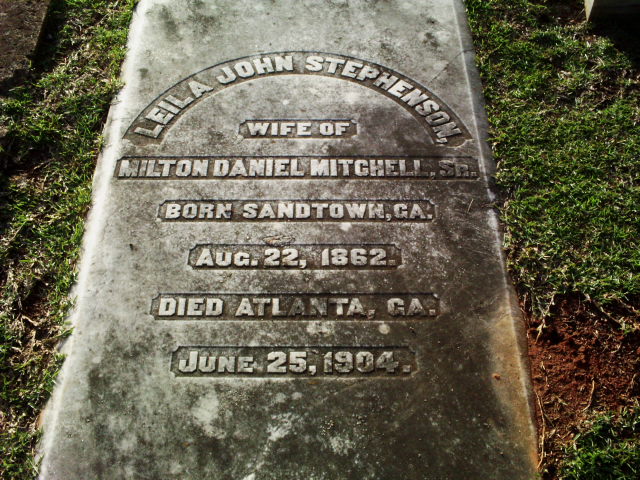 LEILA JOHN STEPHENSON,
WIFE OF
MILTON DANIEL MITCHELL, SR.
BORN SANDTOWN, GA.
AUG. 22, 1862.
DIED ATLANTA, GA.
JUNE 25, 1904.